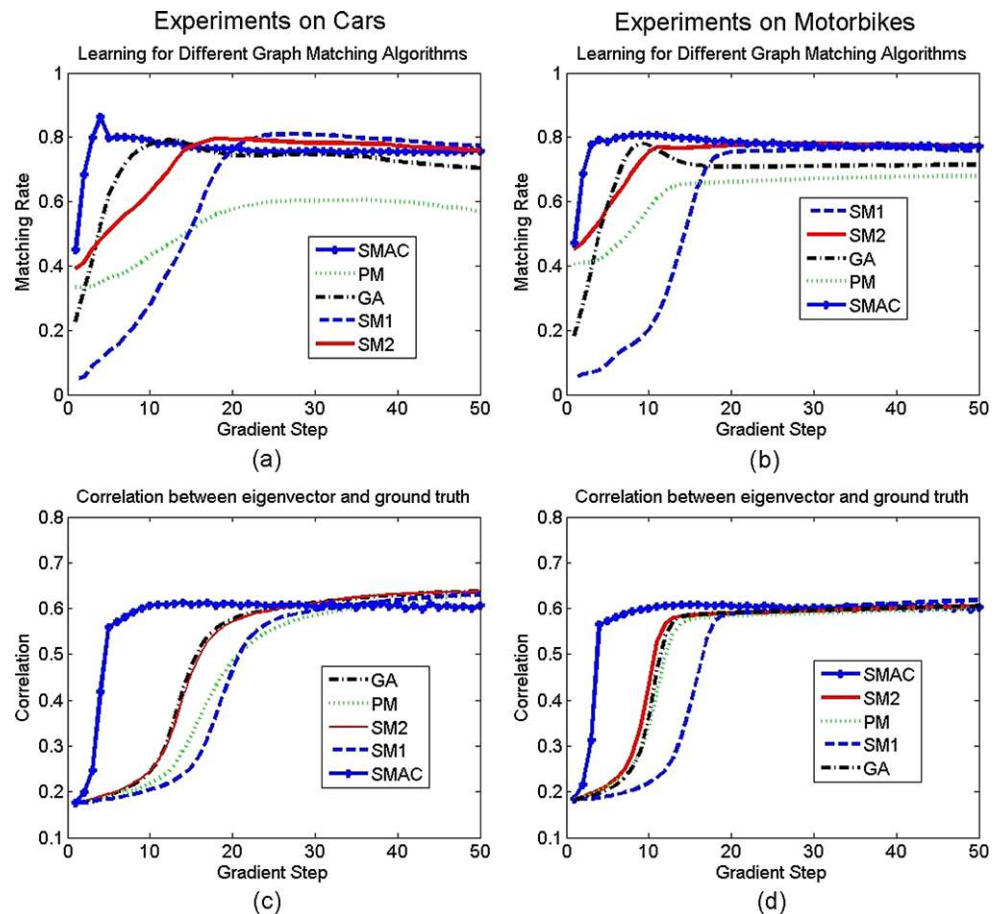 Experiments on Cars
Learning for Different Graph Matching Algorithms
Matching Rate
1
0.8
0.6
0.4
0.2
0
SMAC
PM
GA
SM1
SM2
0 10 20 30 40 50
Gradient Step
(a)
Experiments on Motorbikes
Learning for Different Graph Matching Algorithms
Matching Rate
1
0.8
0.6
0.4
0.2
0
SM1
SM2
GA
PM
SMAC
0 10 20 30 40 50
Gradient Step
(b)
Correlation between eigenvector and ground truth
Correlation
0.8
0.7
0.6
0.5
0.4
0.3
0.2
0.1
GA
PM
SM2
SM1
SMAC
0 10 20 30 40 50
Gradient Step
(c)
Correlation between eigenvector and ground truth
Correlation
0.8
0.7
0.6
0.5
0.4
0.3
0.2
0.1
SMAC
SM2
PM
SM1
GA
0 10 20 30 40 50
Gradient Step
(d)